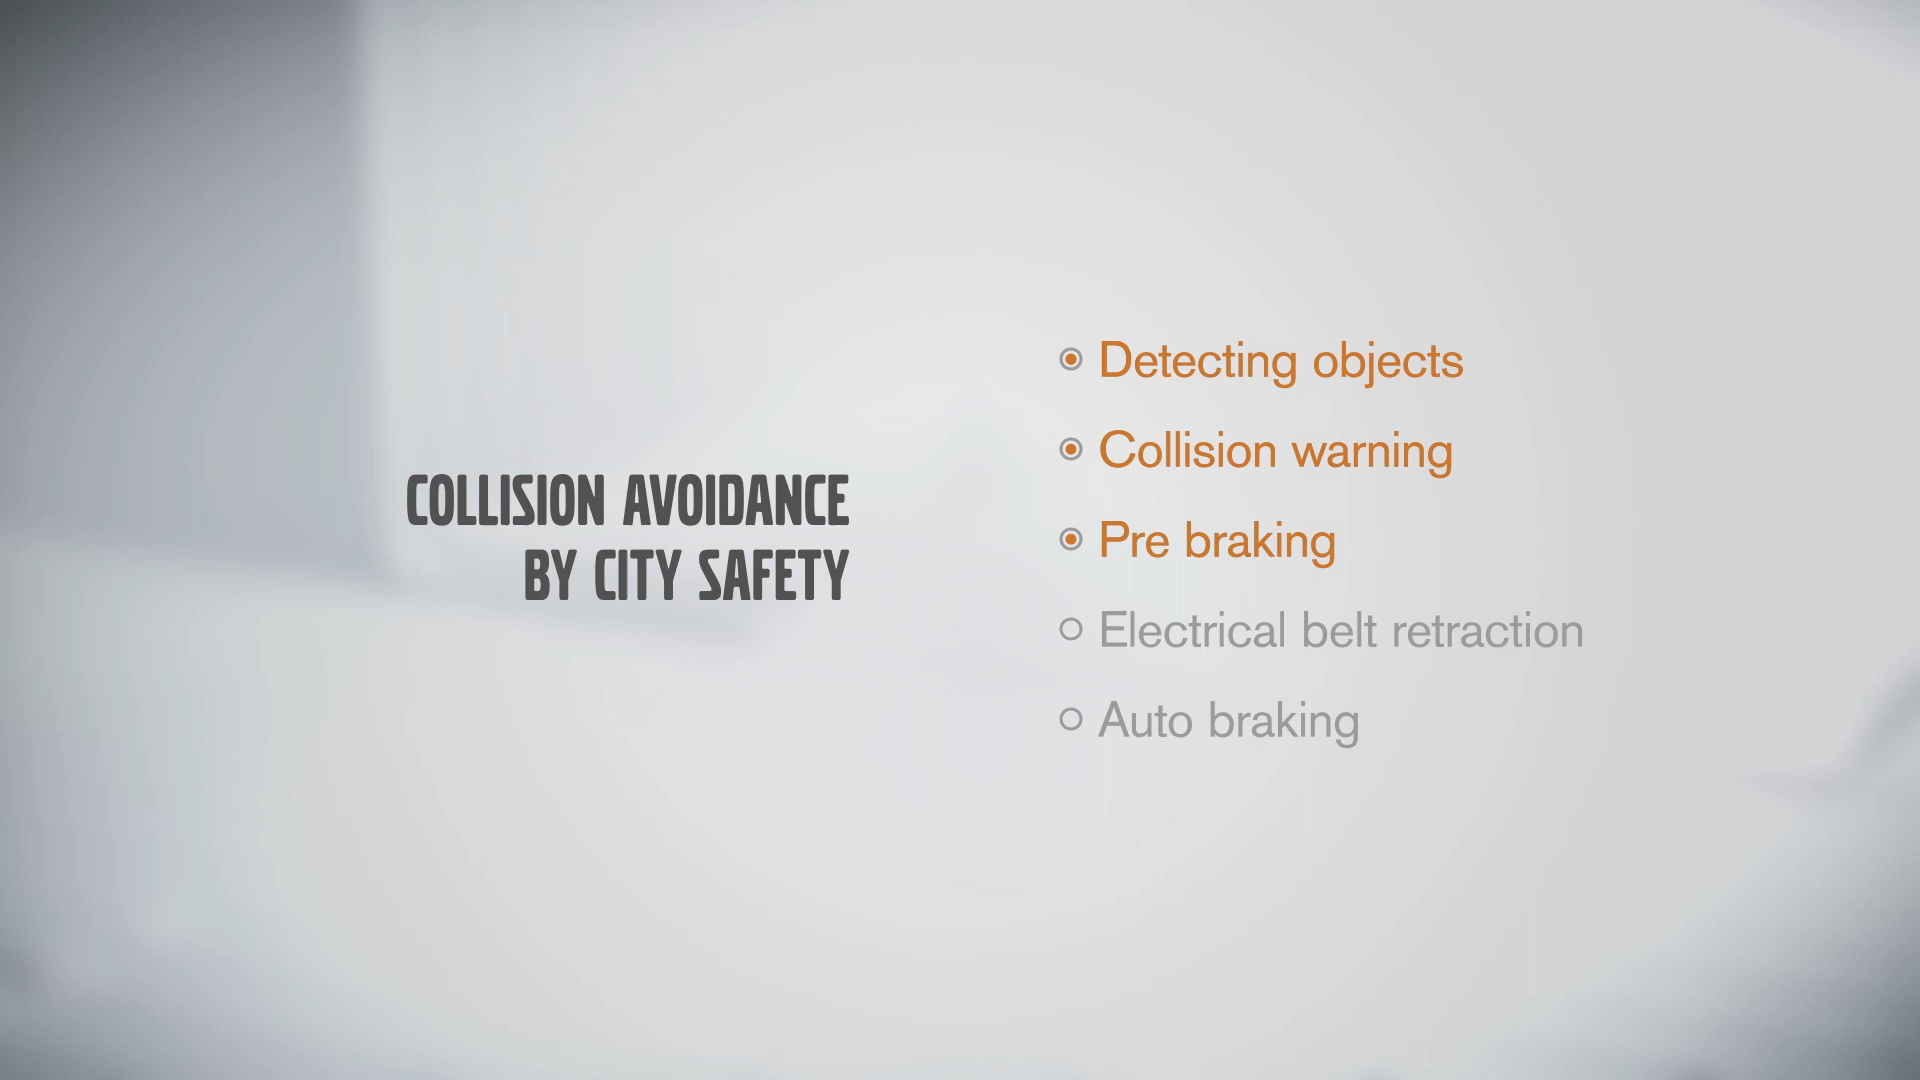 COLLISION AVOIDANCE
BY CITY SAFETY
Detecting objects
Collision warning
Pre braking
Electrical belt retraction
Auto braking